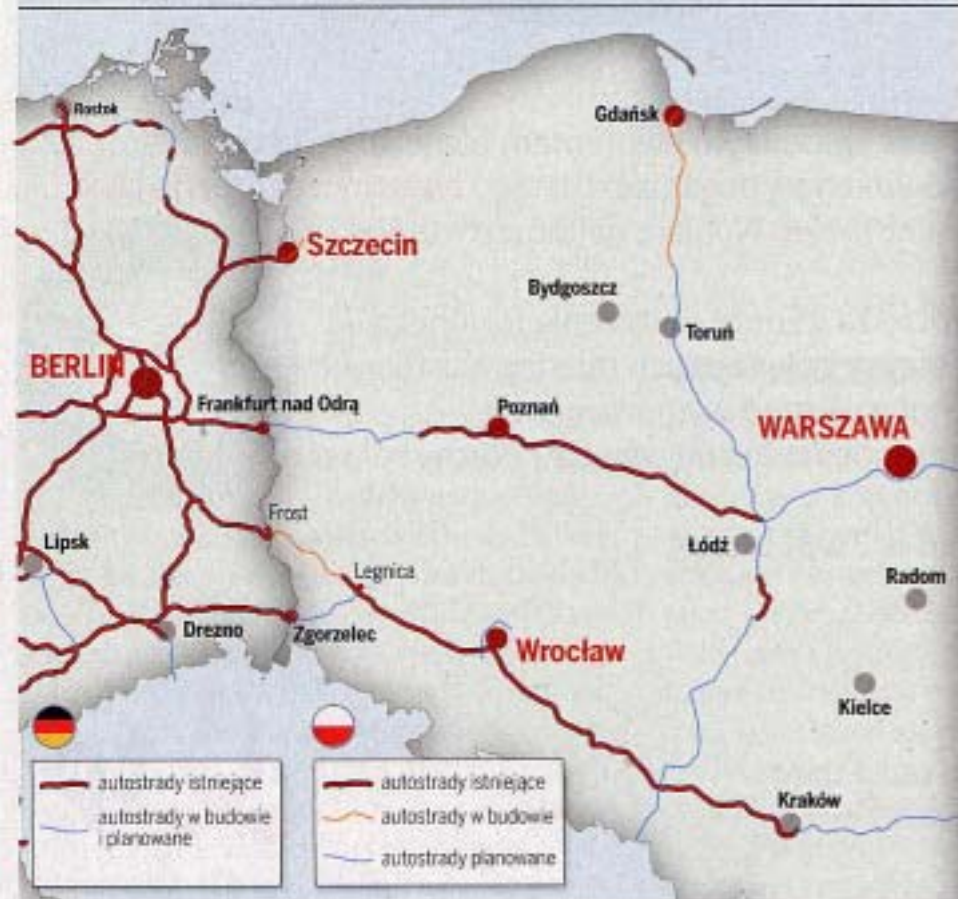 Rostok
Gdańsk
Szczecin
Bydgoszcz
Toruń
BERLIN
Frankfurt nad Odrą
Poznań
WARSZAWA
Frost
Lipsk
Łódź
Legnica
Radom
Drezno
Zgorzelec
Wrocław
Kielce
autostrady istniejące
autostrady w budowie
i planowane
autostrady istniejące
autostrady w budowie
autostrady planowane
Kraków